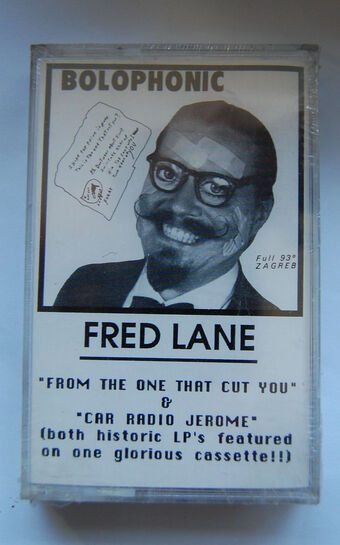 BOLOPHONIC
Full 93°
ZAGREB
FRED LANE
"FROM THE ONE THAT CUT YOU"
&
"CAR RADIO JEROME"
(both historic LP's featured
on one glorious cassette!!)